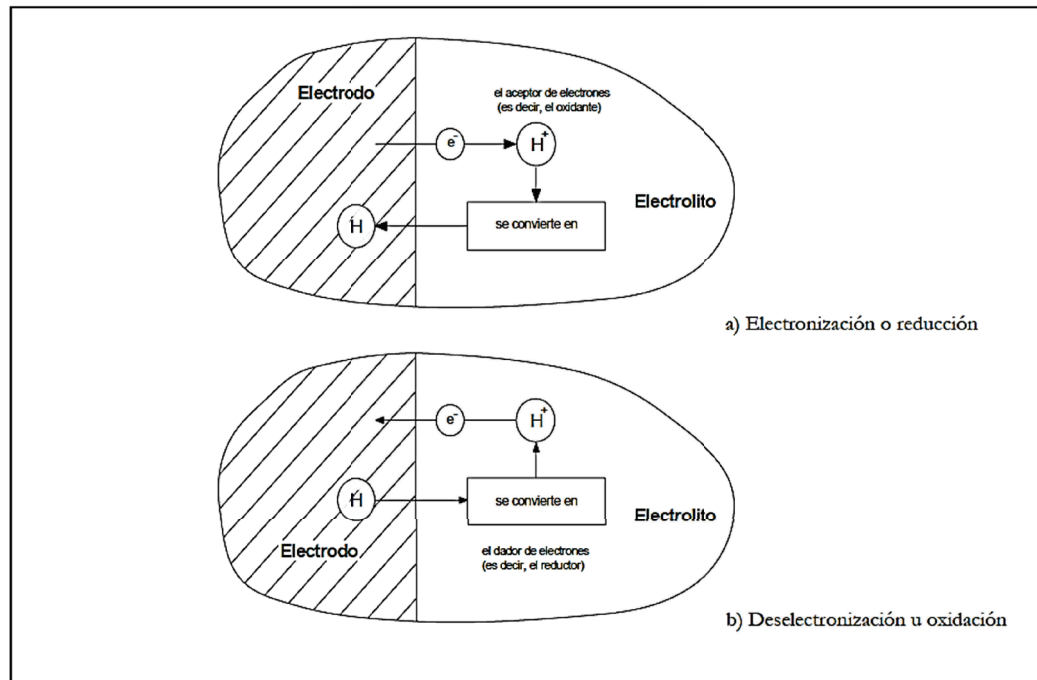 Electrodo
el aceptor de electrones
(es decir, el oxidante)
e-
H+
Electrolito
se convierte en
H
a) Electronización o reducción
e-
H+
se convierte en
H
Electrolito
Electrodo
el dador de electrones
(es decir, el reductor)
b) Deselectronización u oxidación